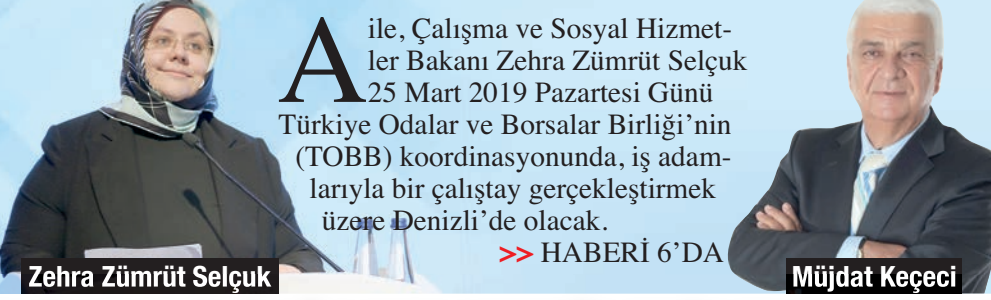 Aile, Çalışma ve Sosyal Hizmet-
ler Bakanı Zehra Zümrüt Selçuk
25 Mart 2019 Pazartesi Günü
Türkiye Odalar ve Borsalar Birliği’nin
(TOBB) koordinasyonunda, iş adam-
larıyla bir çalıştay gerçekleştirmek
üzere Denizli’de olacak.
>> HABERİ 6’DA
Zehra Zümrüt Selçuk
Müjdat Keçeci